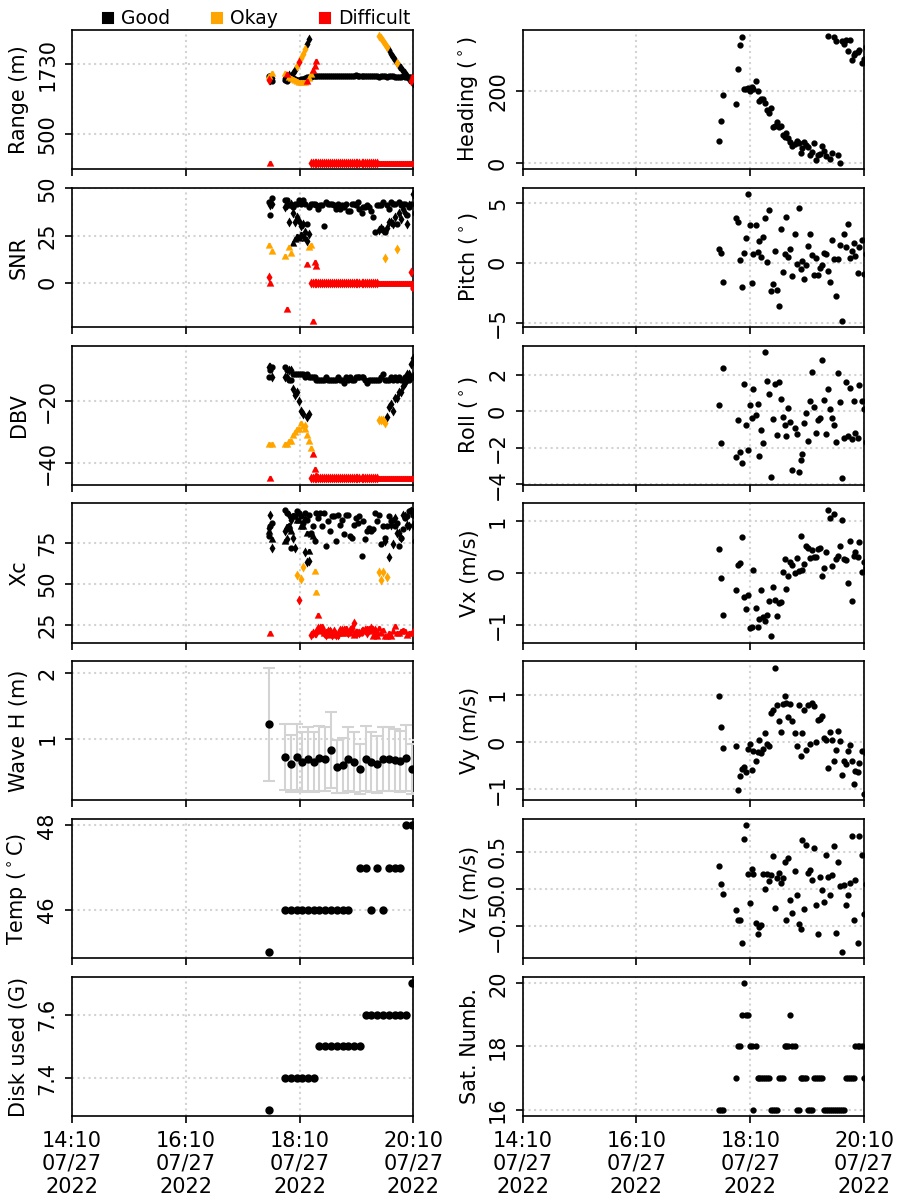 Good Okay Difficult
Range (m)
1730
500
Heading (°)
200
0
SNR
50
25
0
Pitch (°)
5
0
−5
DBV
−20
−40
Roll (°)
2
0
−2
−4
Xc
75
50
25
Vx (m/s)
1
0
−1
Wave H (m)
2
1
Vy (m/s)
1
0
−1
Temp (°C)
48
46
Vz (m/s)
0.5
0.0
−0.5
Disk used (G)
7.6
7.4
Sat. Numb.
20
18
16
14:10 16:10 18:10 20:10 14:10 16:10 18:10 20:10
07/27 07/27 07/27 07/27 07/27 07/27 07/27 07/27
2022 2022 2022 2022 2022 2022 2022 2022